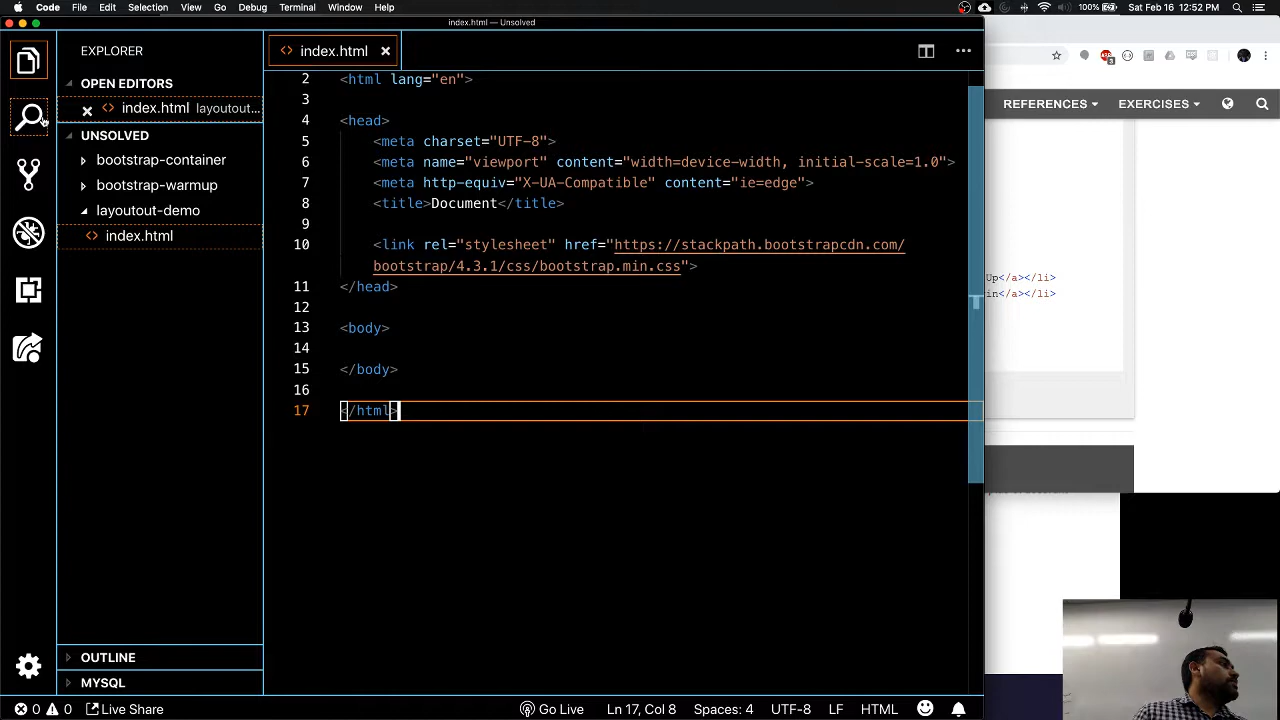 Code File Edit Selection View Go Debug Terminal Window Help 100% Sat Feb 16 12:52 PM
index.html — Unsolved
EXPLORER
OPEN EDITORS
index.html layoutout...
UNSOLVED
bootstrap-container
bootstrap-warmup
layoutout-demo
index.html
OUTLINE
MYSQL
index.html
2 <html lang="en">
3
4 <head>
5 <meta charset="UTF-8">
6 <meta name="viewport" content="width=device-width, initial-scale=1.0">
7 <meta http-equiv="X-UA-Compatible" content="ie=edge">
8 <title>Document</title>
9
10 <link rel="stylesheet" href="https://stackpath.bootstrapcdn.com/
bootstrap/4.3.1/css/bootstrap.min.css">
11 </head>
12
13 <body>
14
15 </body>
16
17 </html>
REFERENCES EXERCISES
Up</a></li>
in</a></li>
0 0 Live Share Go Live Ln 17, Col 8 Spaces: 4 UTF-8 LF HTML